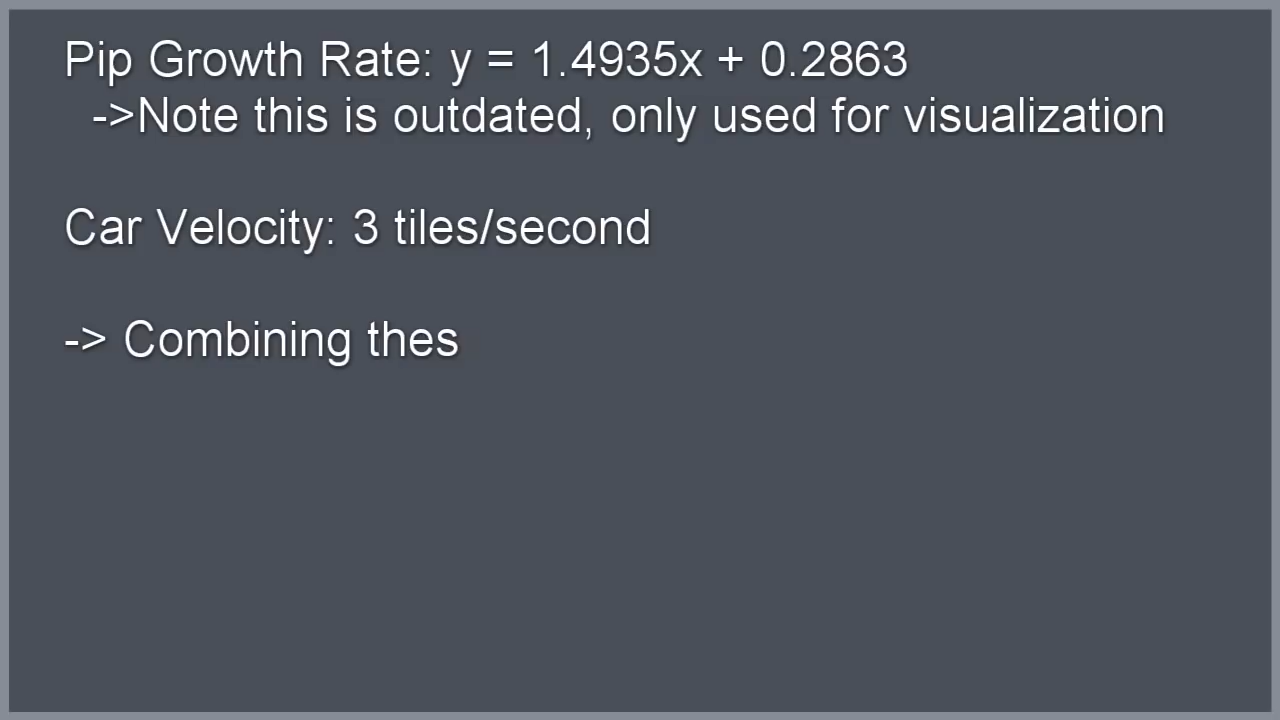 Pip Growth Rate: y = 1.4935x + 0.2863
->Note this is outdated, only used for visualization
Car Velocity: 3 tiles/second
-> Combining thes